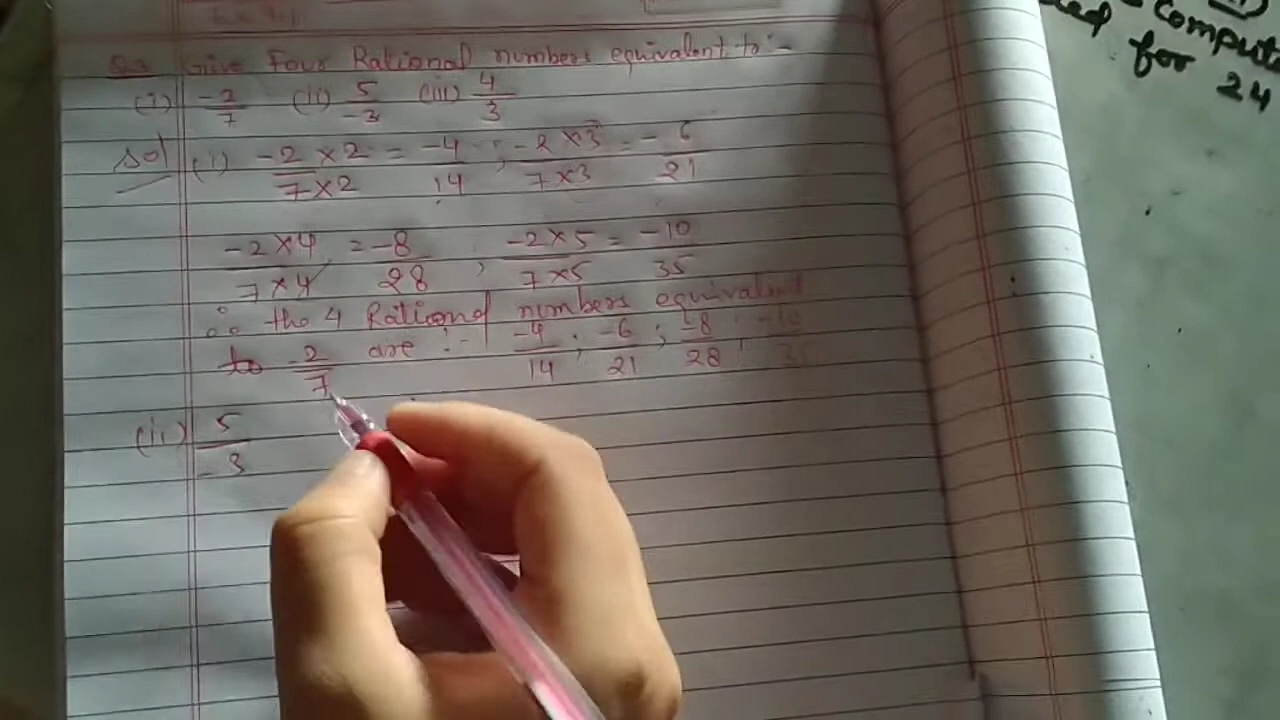 Q3 Give Four Rational numbers equivalent to :-
(i) -2/7 (ii) 5/-3 (iii) 4/3
Sol (i) -2×2/7×2 = -4/14 ; -2×3/7×3 = -6/21
-2×4/7×4 = -8/28 ; -2×5/7×5 = -10/35
∴ the 4 Rational numbers equivalent
to -2/7 are :- -4/14 ; -6/21 ; -8/28 ; -10/35
(ii) 5/-3
Compute
for
24